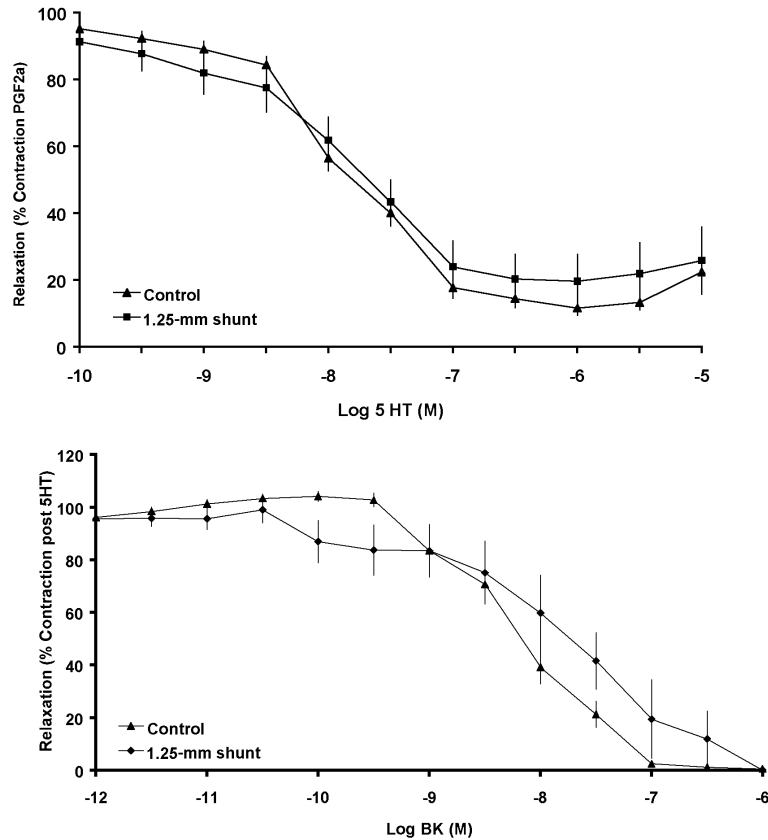 Relaxation (% Contraction PGF2a)
100
80
60
40
20
0
Control
1.25-mm shunt
-10 -9 -8 -7 -6 -5
Log 5 HT (M)
Relaxation (% Contraction post 5HT)
120
100
80
60
40
20
0
Control
1.25-mm shunt
-12 -11 -10 -9 -8 -7 -6
Log BK (M)